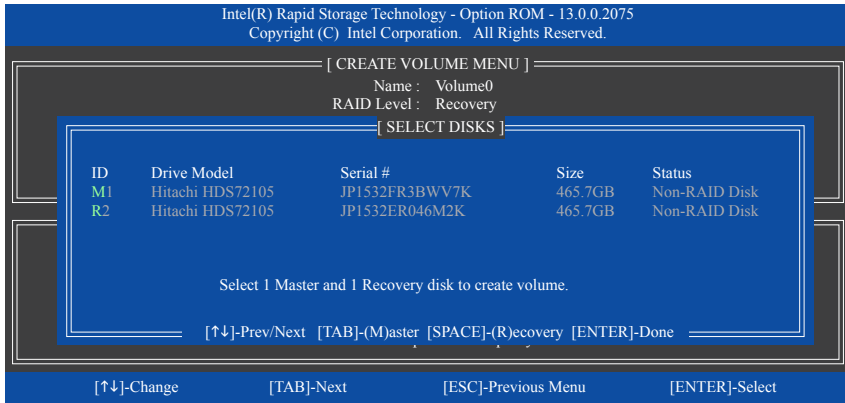 Intel(R) Rapid Storage Technology - Option ROM - 13.0.0.2075
Copyright (C) Intel Corporation. All Rights Reserved.
[ CREATE VOLUME MENU ]
Name : Volume0
RAID Level : Recovery
[ SELECT DISKS ]
ID Drive Model Serial # Size Status
M1 Hitachi HDS72105 JP1532FR3BWV7K 465.7GB Non-RAID Disk
R2 Hitachi HDS72105 JP1532ER046M2K 465.7GB Non-RAID Disk
Select 1 Master and 1 Recovery disk to create volume.
[↑↓]-Prev/Next [TAB]-(M)aster [SPACE]-(R)ecovery [ENTER]-Done
[↑↓]-Change [TAB]-Next [ESC]-Previous Menu [ENTER]-Select